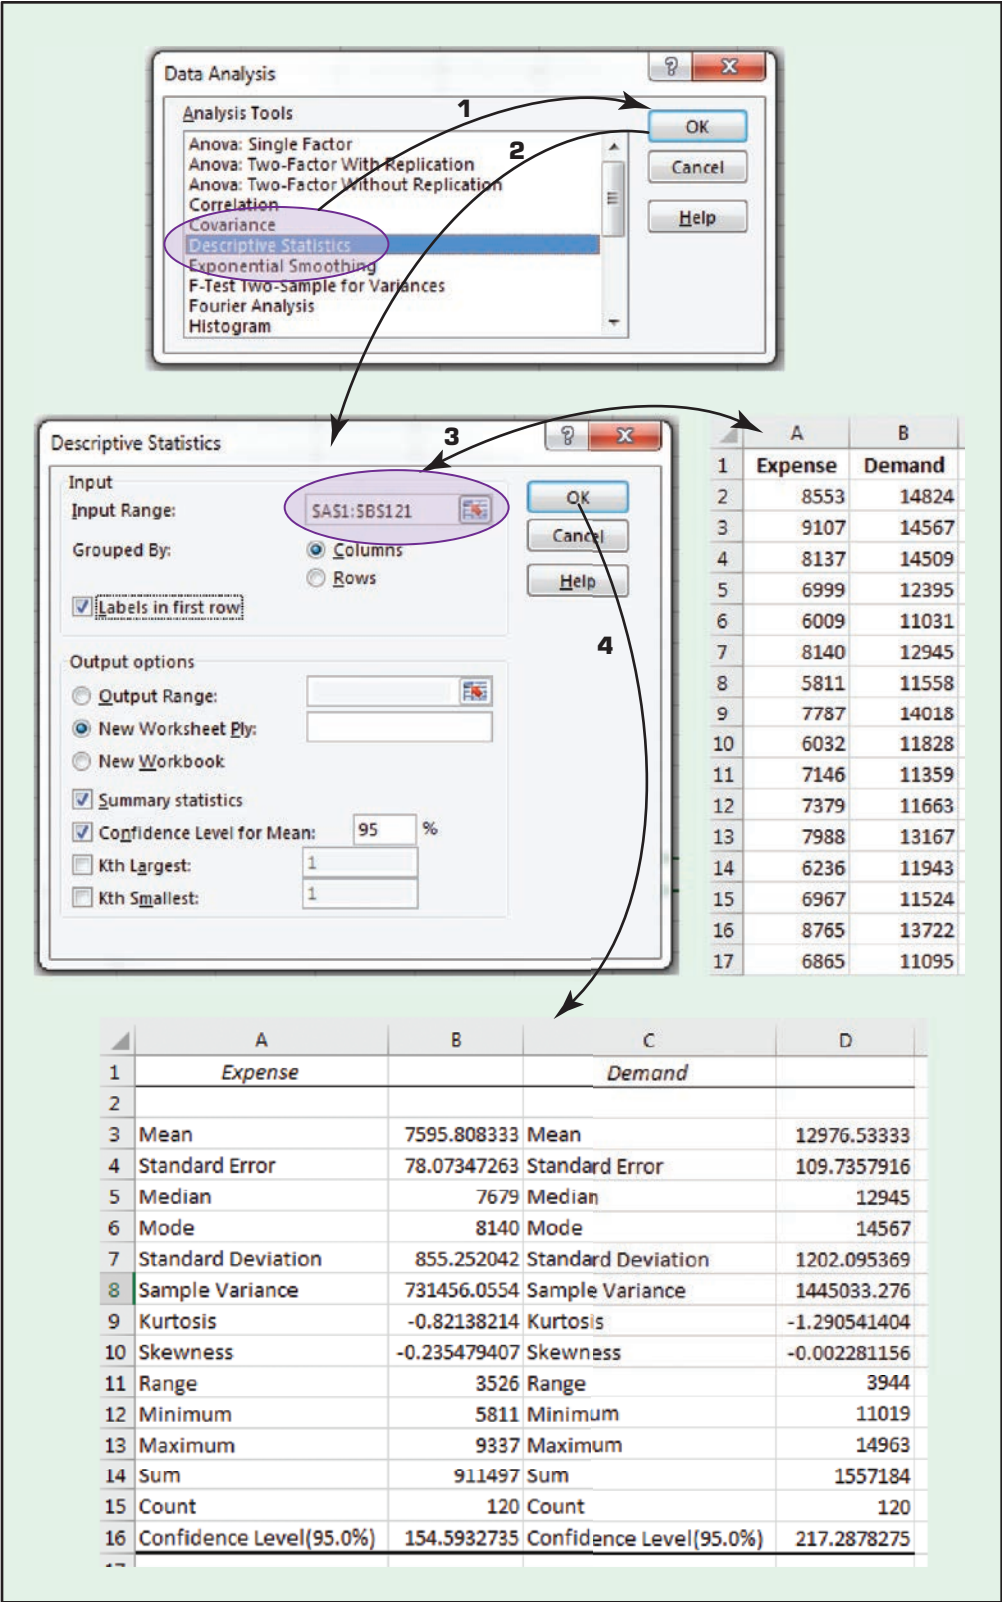 Data Analysis
Analysis Tools
1
2
Anova: Single Factor
Anova: Two-Factor With Replication
Anova: Two-Factor Without Replication
Correlation
Covariance
Descriptive Statistics
Exponential Smoothing
F-Test Two-Sample for Variances
Fourier Analysis
Histogram
OK
Cancel
Help
Descriptive Statistics
3
Input
Input Range: $A$1:$B$121
Grouped By: Columns
Rows
Labels in first row
Output options
Output Range:
New Worksheet Ply:
New Workbook
Summary statistics
Confidence Level for Mean: 95 %
Kth Largest: 1
Kth Smallest: 1
OK
Cancel
Help
4
A B
1 Expense Demand
2 8553 14824
3 9107 14567
4 8137 14509
5 6999 12395
6 6009 11031
7 8140 12945
8 5811 11558
9 7787 14018
10 6032 11828
11 7146 11359
12 7379 11663
13 7988 13167
14 6236 11943
15 6967 11524
16 8765 13722
17 6865 11095
A B C D
1 Expense Demand
2
3 Mean 7595.808333 Mean 12976.53333
4 Standard Error 78.07347263 Standard Error 109.7357916
5 Median 7679 Median 12945
6 Mode 8140 Mode 14567
7 Standard Deviation 855.252042 Standard Deviation 1202.095369
8 Sample Variance 731456.0554 Sample Variance 1445033.276
9 Kurtosis -0.82138214 Kurtosis -1.290541404
10 Skewness -0.235479407 Skewness -0.002281156
11 Range 3526 Range 3944
12 Minimum 5811 Minimum 11019
13 Maximum 9337 Maximum 14963
14 Sum 911497 Sum 1557184
15 Count 120 Count 120
16 Confidence Level(95.0%) 154.5932735 Confidence Level(95.0%) 217.2878275